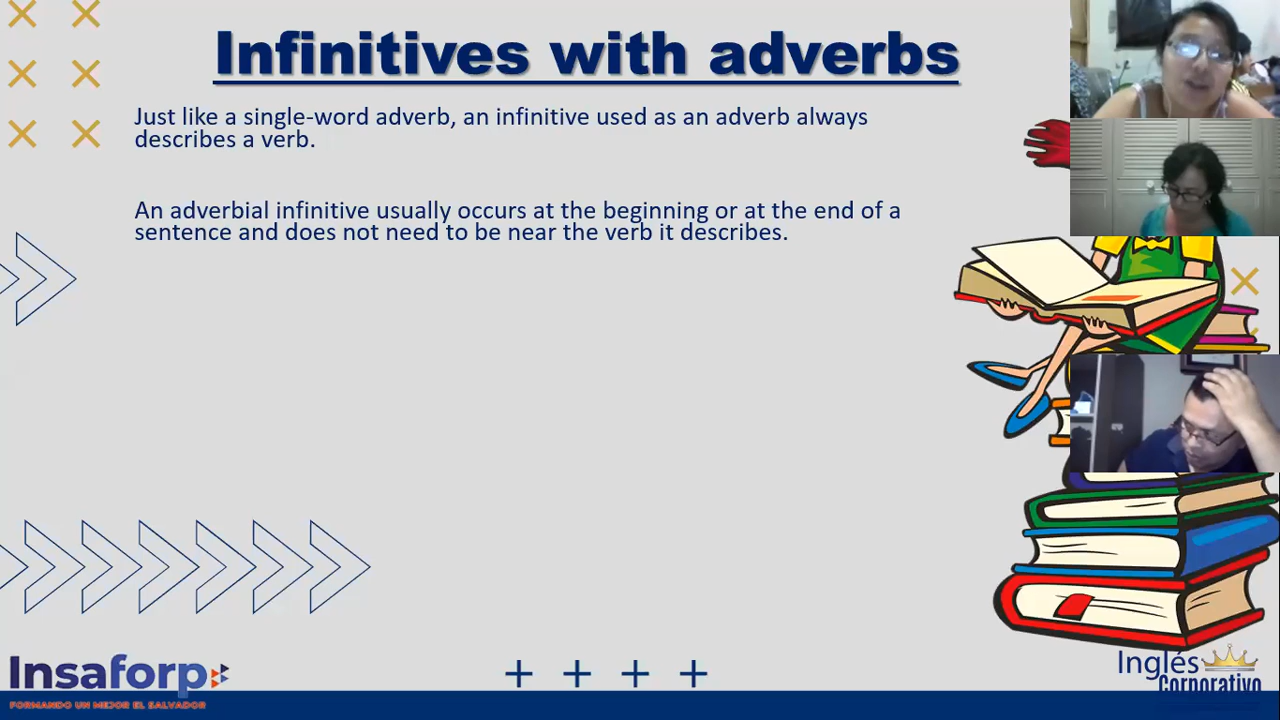 Infinitives with adverbs
Just like a single-word adverb, an infinitive used as an adverb always
describes a verb.
An adverbial infinitive usually occurs at the beginning or at the end of a
sentence and does not need to be near the verb it describes.
Insaforp
FORMANDO UN MEJOR EL SALVADOR
Inglés
Corporativo